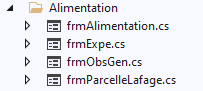 Alimentation
frmAlimentation.cs
frmExpe.cs
frmObsGen.cs
frmParcelleLafage.cs